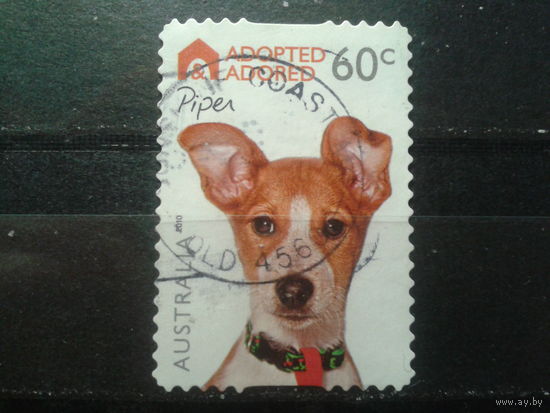 ADOPTED
& ADORED
60c
Piper
COAST
QLD 456
AUSTRALIA 2010
www.ay.by